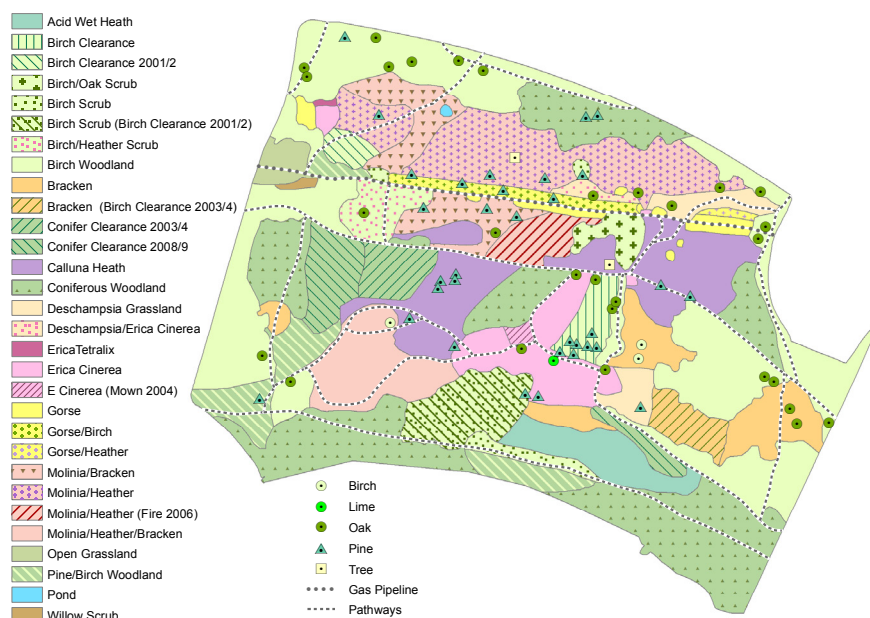 Acid Wet Heath
Birch Clearance
Birch Clearance 2001/2
Birch/Oak Scrub
Birch Scrub
Birch Scrub (Birch Clearance 2001/2)
Birch/Heather Scrub
Birch Woodland
Bracken
Bracken (Birch Clearance 2003/4)
Conifer Clearance 2003/4
Conifer Clearance 2008/9
Calluna Heath
Coniferous Woodland
Deschampsia Grassland
Deschampsia/Erica Cinerea
EricaTetralix
Erica Cinerea
E Cinerea (Mown 2004)
Gorse
Gorse/Birch
Gorse/Heather
Molinia/Bracken
Molinia/Heather
Molinia/Heather (Fire 2006)
Molinia/Heather/Bracken
Open Grassland
Pine/Birch Woodland
Pond
Willow Scrub
Birch
Lime
Oak
Pine
Tree
Gas Pipeline
Pathways